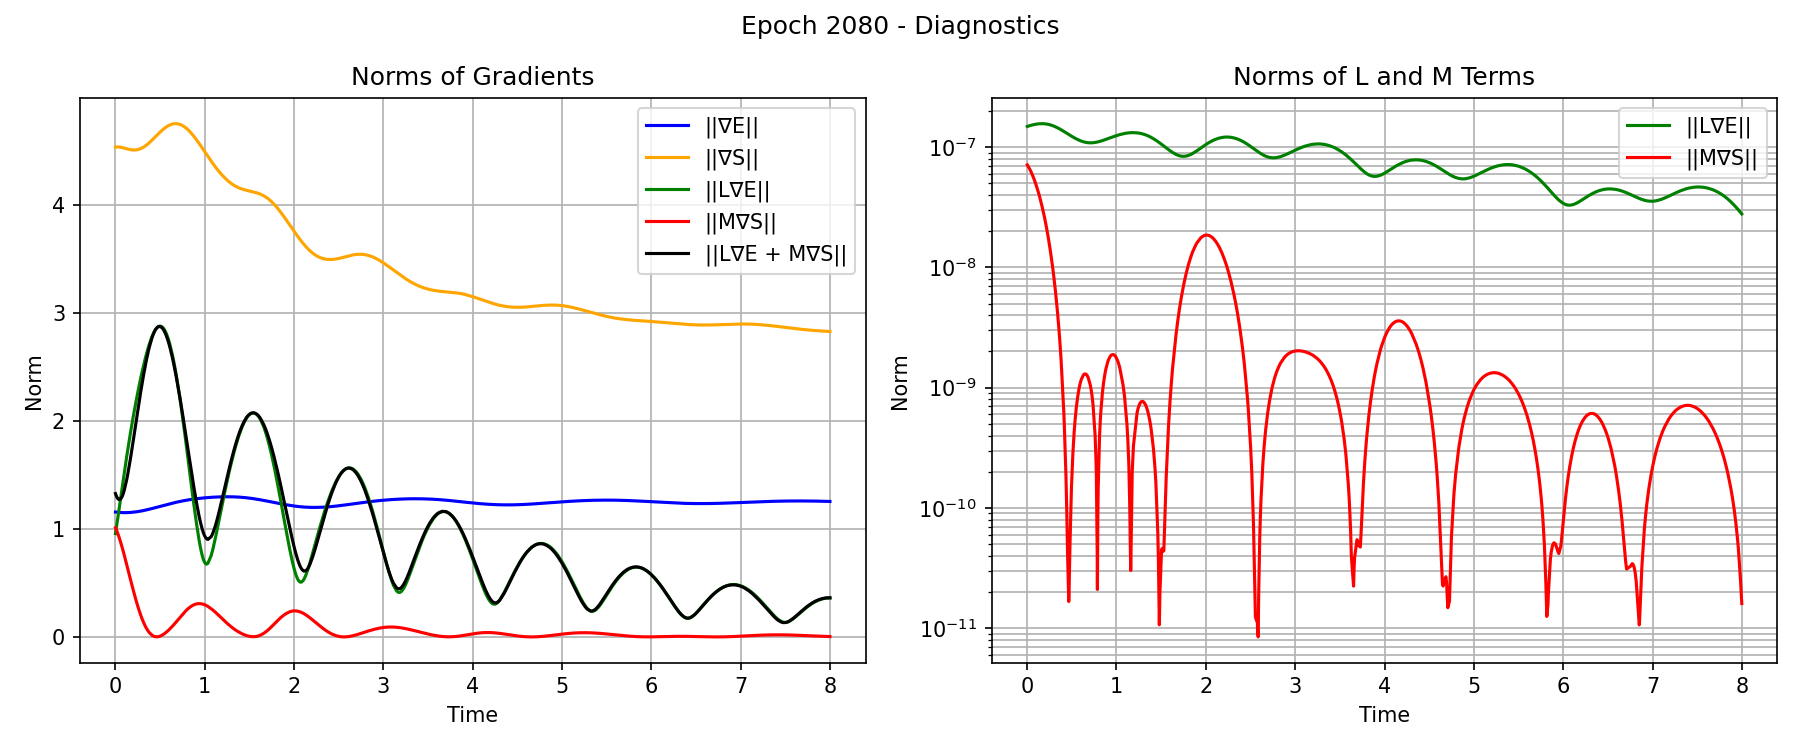 Epoch 2080 - Diagnostics
Norms of Gradients
||∇E||
||∇S||
||L∇E||
||M∇S||
||L∇E + M∇S||
Norm
4
3
2
1
0
0 1 2 3 4 5 6 7 8
Time
Norms of L and M Terms
||L∇E||
||M∇S||
Norm
10⁻⁷
10⁻⁸
10⁻⁹
10⁻¹⁰
10⁻¹¹
0 1 2 3 4 5 6 7 8
Time